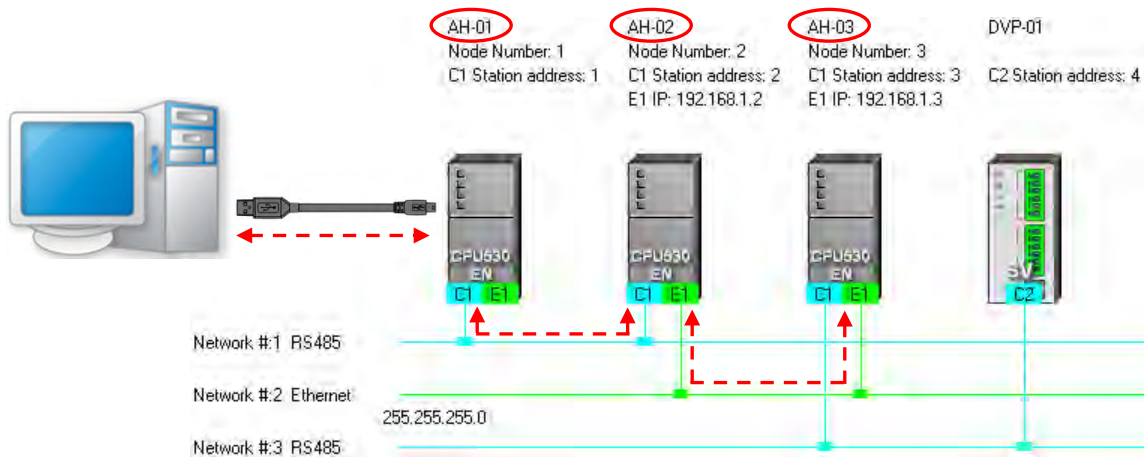 AH-01
Node Number: 1
C1 Station address: 1
AH-02
Node Number: 2
C1 Station address: 2
E1 IP: 192.168.1.2
AH-03
Node Number: 3
C1 Station address: 3
E1 IP: 192.168.1.3
DVP-01
C2 Station address: 4
CPU530
EN
C1 E1
CPU530
EN
C1 E1
CPU530
EN
C1 E1
SV
C2
Network #:1 RS485
Network #:2 Ethernet
255.255.255.0
Network #:3 RS485